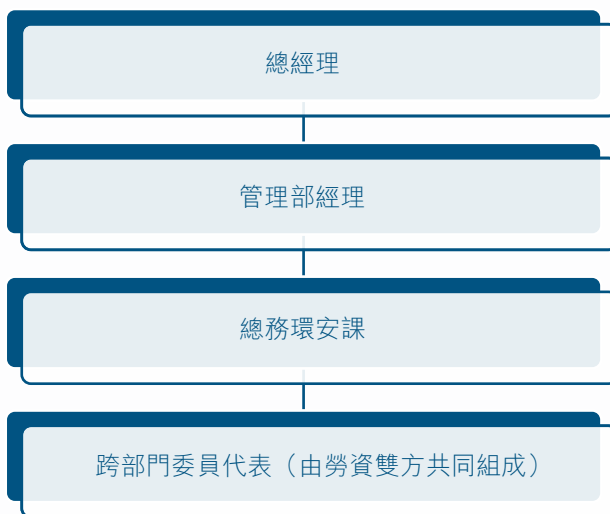 總經理
管理部經理
總務環安課
跨部門委員代表（由勞資雙方共同組成）